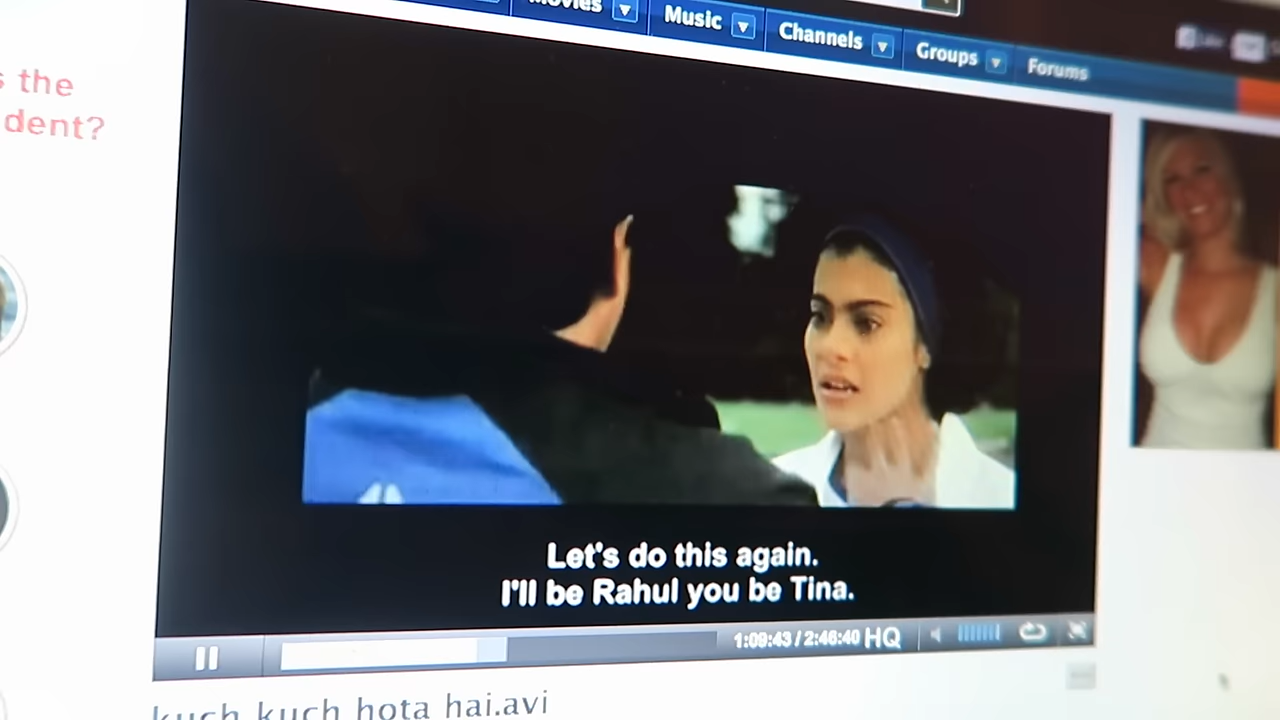 Movies
Music
Channels
Groups
Forums
s the
dent?
Let's do this again.
I'll be Rahul you be Tina.
1:09:43 / 2:46:40 HQ
kuch kuch hota hai.avi